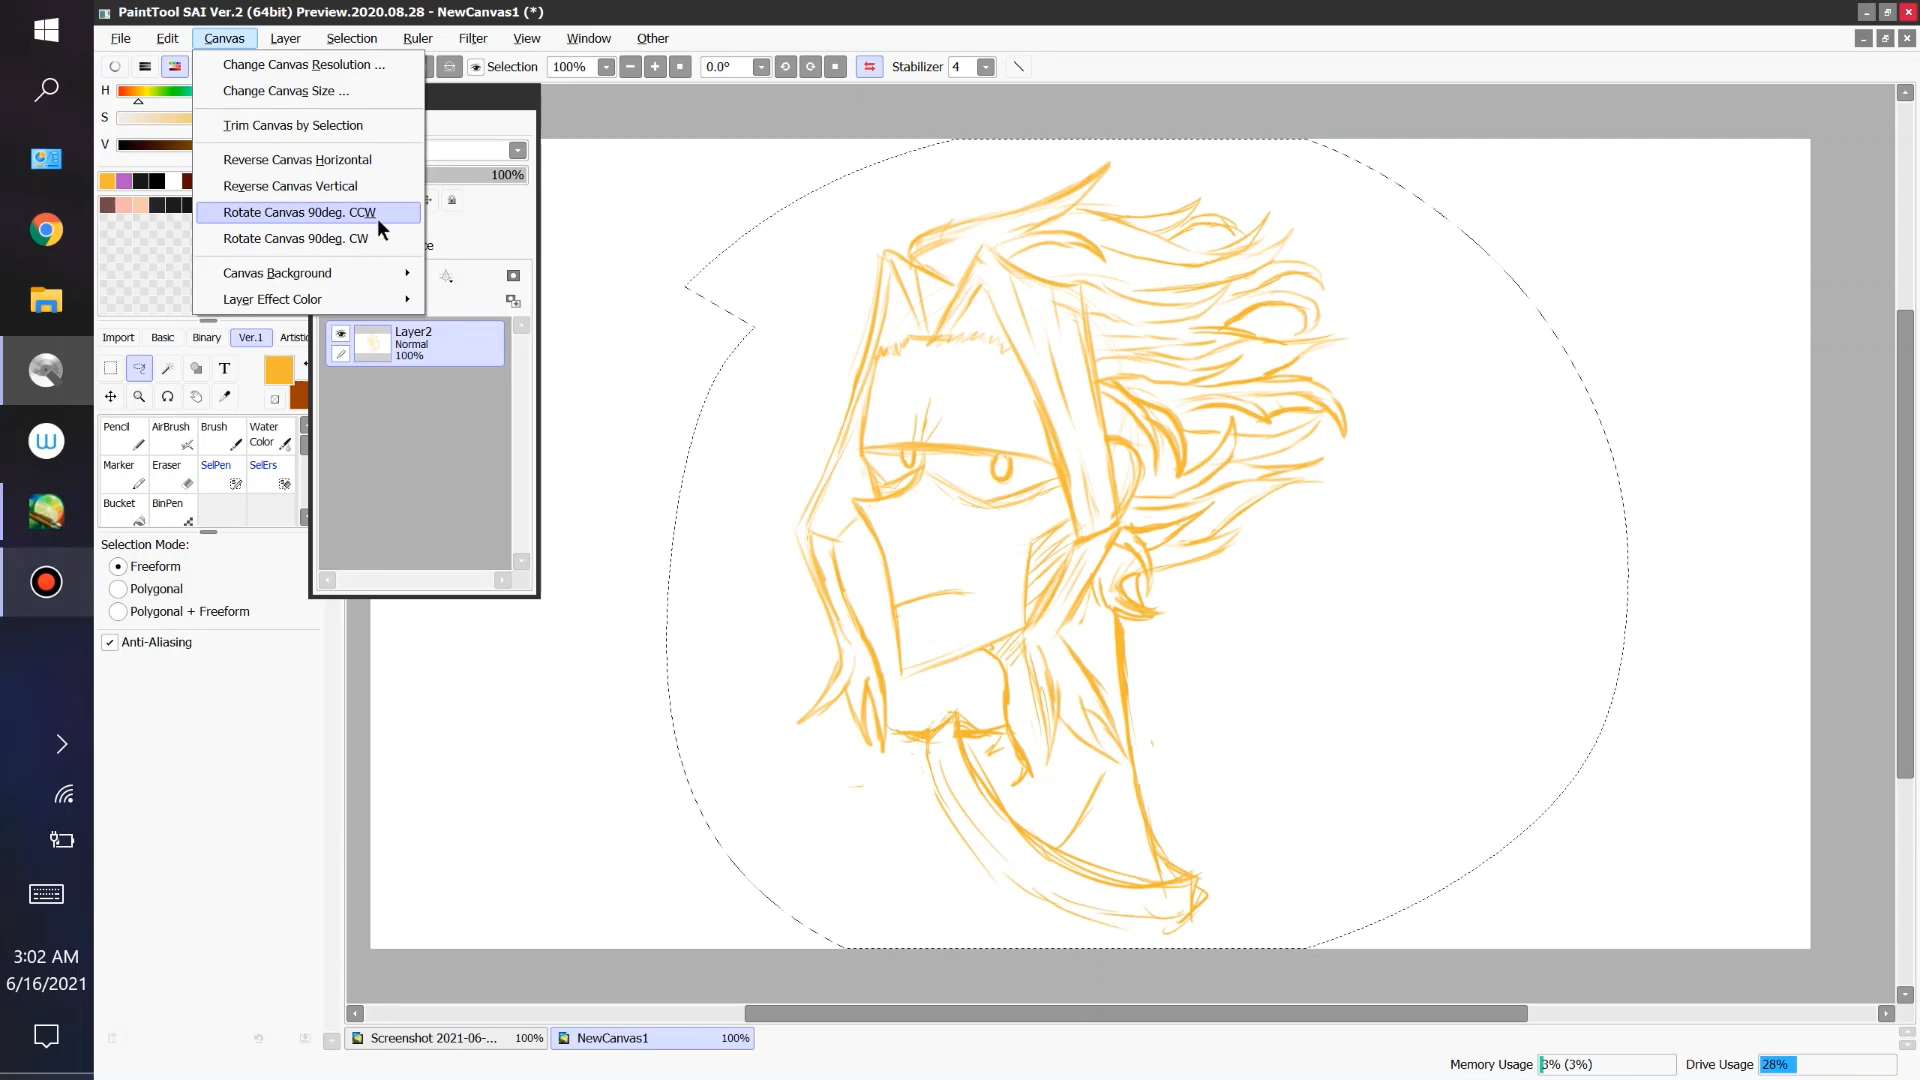 PaintTool SAI Ver.2 (64bit) Preview.2020.08.28 - NewCanvas1 (*)
File Edit Canvas Layer Selection Ruler Filter View Window Other
Selection 100% 0.0° Stabilizer 4
Change Canvas Resolution ...
Change Canvas Size ...
Trim Canvas by Selection
Reverse Canvas Horizontal
Reverse Canvas Vertical
Rotate Canvas 90deg. CCW
Rotate Canvas 90deg. CW
Canvas Background
Layer Effect Color
H
S
V
100%
Layer2
Normal
100%
Import Basic Binary Ver.1 Artistic
T
Pencil AirBrush Brush Water Color
Marker Eraser SelPen SelErs
Bucket BinPen
Selection Mode:
Freeform
Polygonal
Polygonal + Freeform
Anti-Aliasing
3:02 AM
6/16/2021
Screenshot 2021-06-... 100% NewCanvas1 100%
Memory Usage 3% (3%) Drive Usage 28%